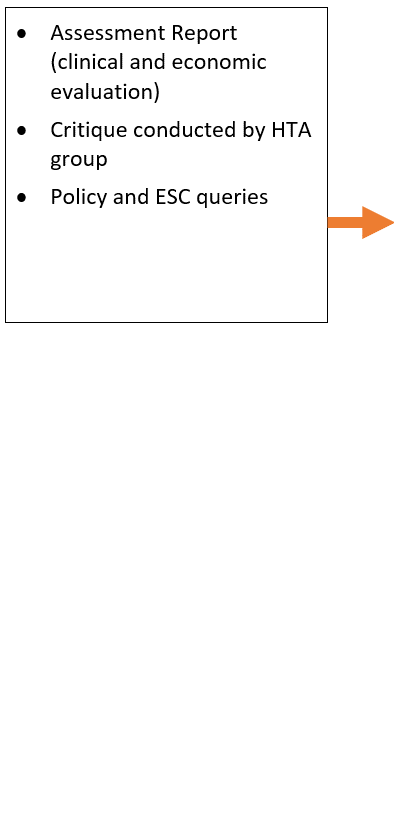 ● Assessment Report
(clinical and economic
evaluation)
● Critique conducted by HTA
group
● Policy and ESC queries